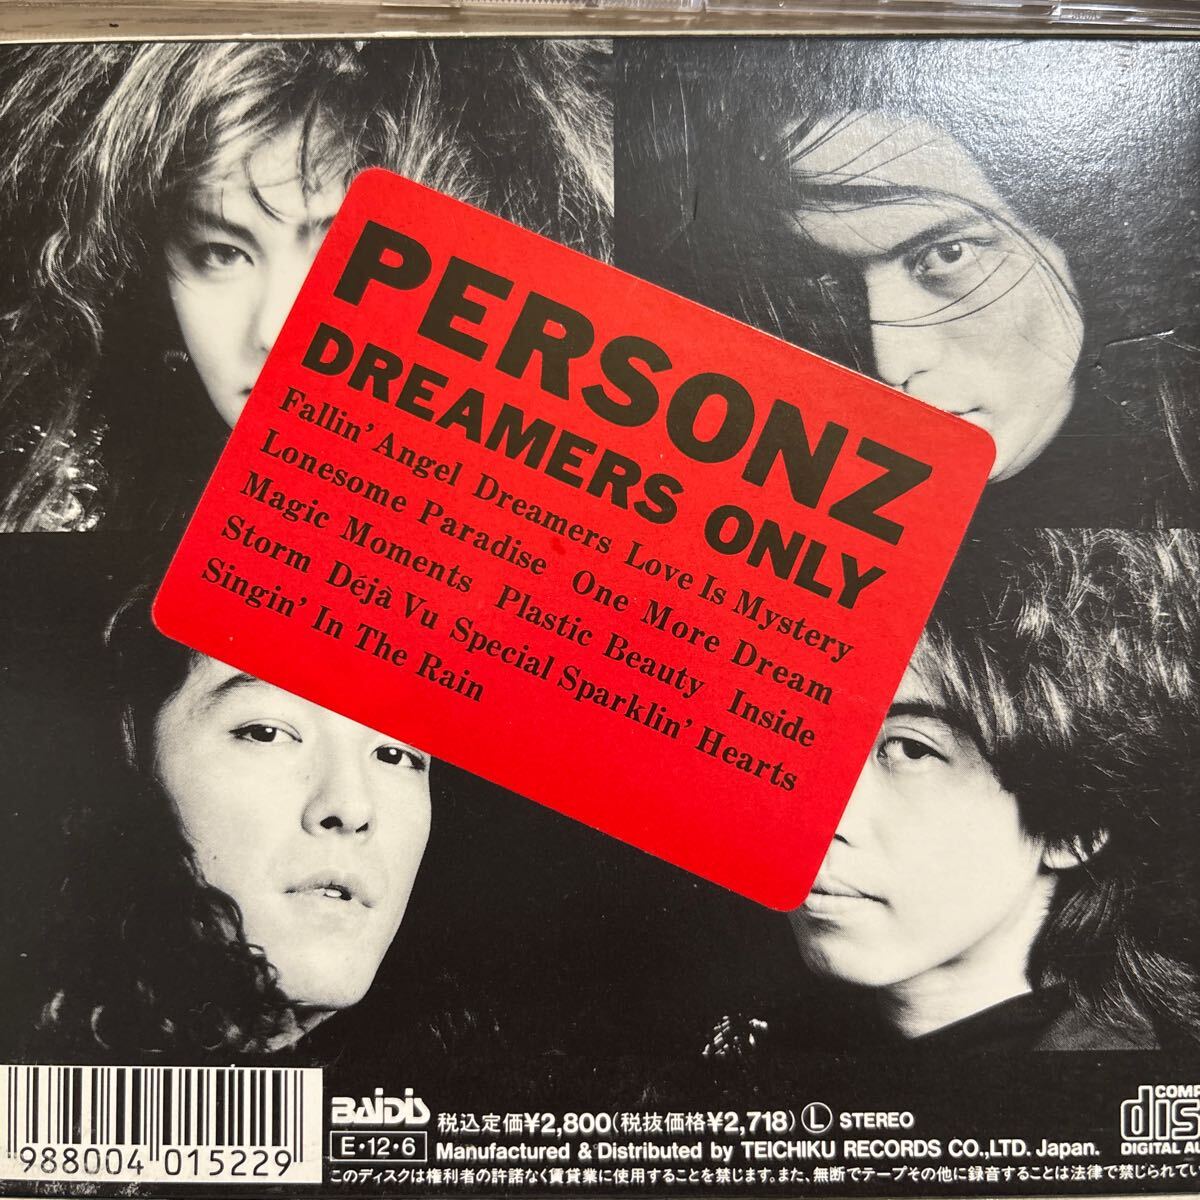 PERSONZ
DREAMERS ONLY
Fallin' Angel Dreamers Love Is Mystery
Lonesome Paradise One More Dream
Magic Moments Plastic Beauty Inside
Storm Déjà Vu Special Sparklin' Hearts
Singin' In The Rain
988004 015229
BAIDIS 税込定価¥2,800(税抜価格¥2,718) Ⓛ STEREO
E・12・6 Manufactured & Distributed by TEICHIKU RECORDS CO.,LTD. Japan.
COMP
dis
DIGITAL AU
このディスクは権利者の許諾なく賃貸業に使用することを禁じます。また、無断でテープその他に録音することは法律で禁じられてい